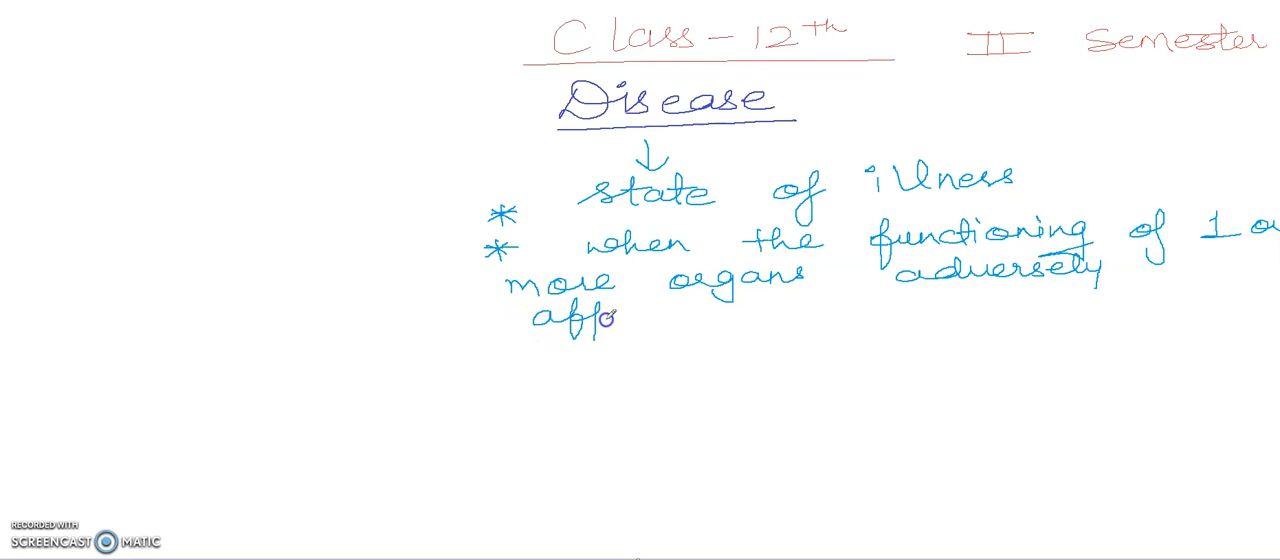 Class - 12th II Semester
Disease
↓
* state of illness
* when the functioning of 1 o
more organs adversely
aff
RECORDED WITH
SCREENCAST MATIC